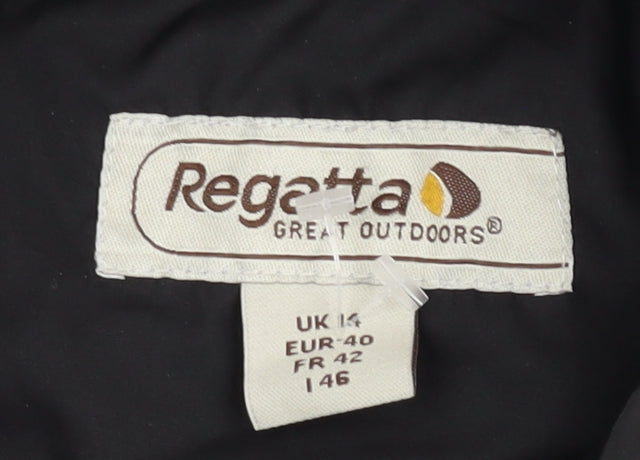 Regatta
GREAT OUTDOORS®
UK 14
EUR 40
FR 42
I 46